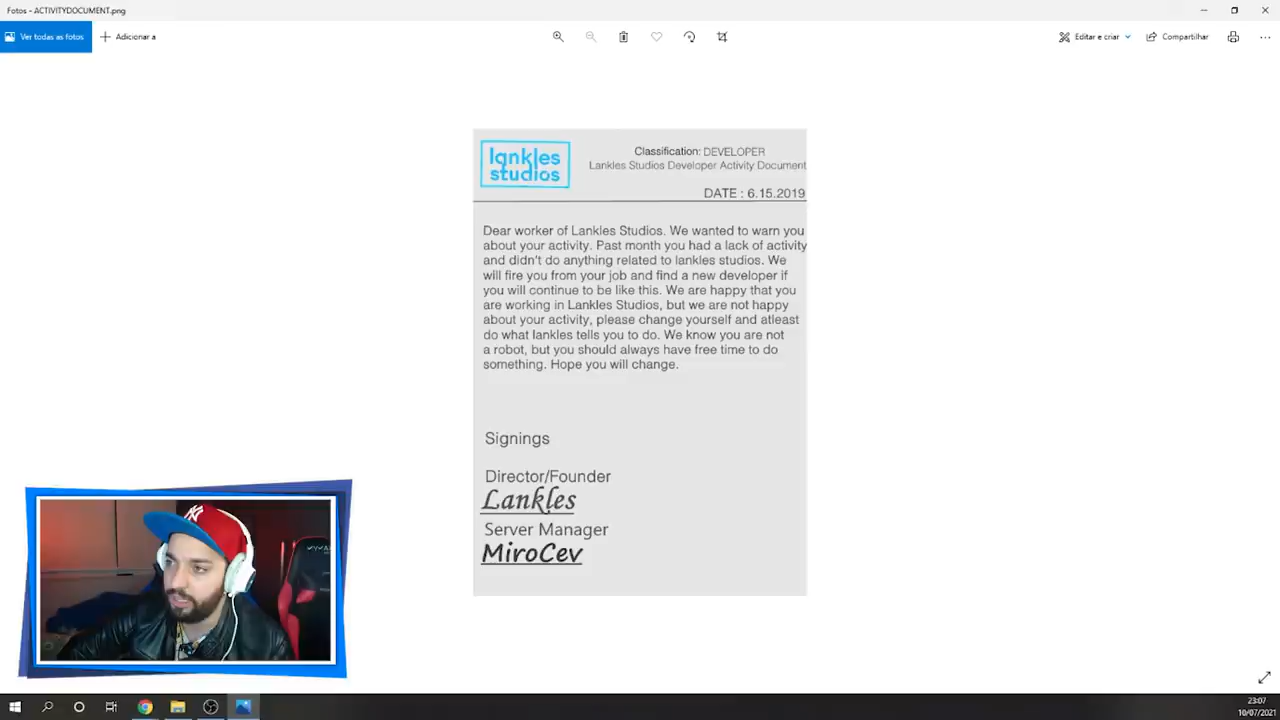 Fotos - ACTIVITYDOCUMENT.png
Ver todas as fotos
Adicionar a
Editar e criar
Compartilhar
lankles
studios
Classification: DEVELOPER
Lankles Studios Developer Activity Document
DATE : 6.15.2019
Dear worker of Lankles Studios. We wanted to warn you
about your activity. Past month you had a lack of activity
and didn't do anything related to lankles studios. We
will fire you from your job and find a new developer if
you will continue to be like this. We are happy that you
are working in Lankles Studios, but we are not happy
about your activity, please change yourself and atleast
do what lankles tells you to do. We know you are not
a robot, but you should always have free time to do
something. Hope you will change.
Signings
Director/Founder
Lankles
Server Manager
MiroCev
23:07
10/07/2021